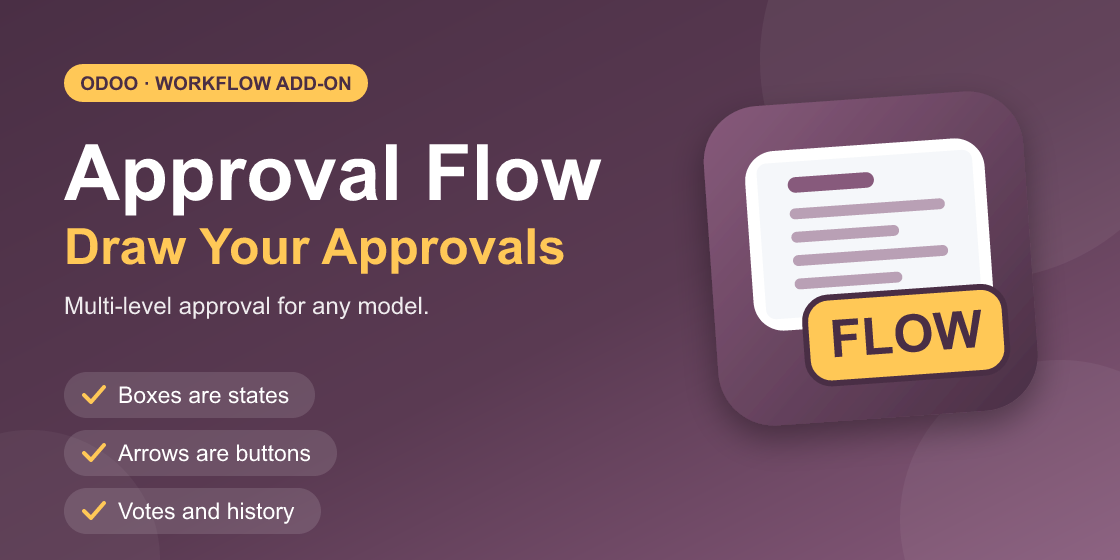 ODOO · WORKFLOW ADD-ON
Approval Flow
Draw Your Approvals
Multi-level approval for any model.
Boxes are states
Arrows are buttons
Votes and history
FLOW